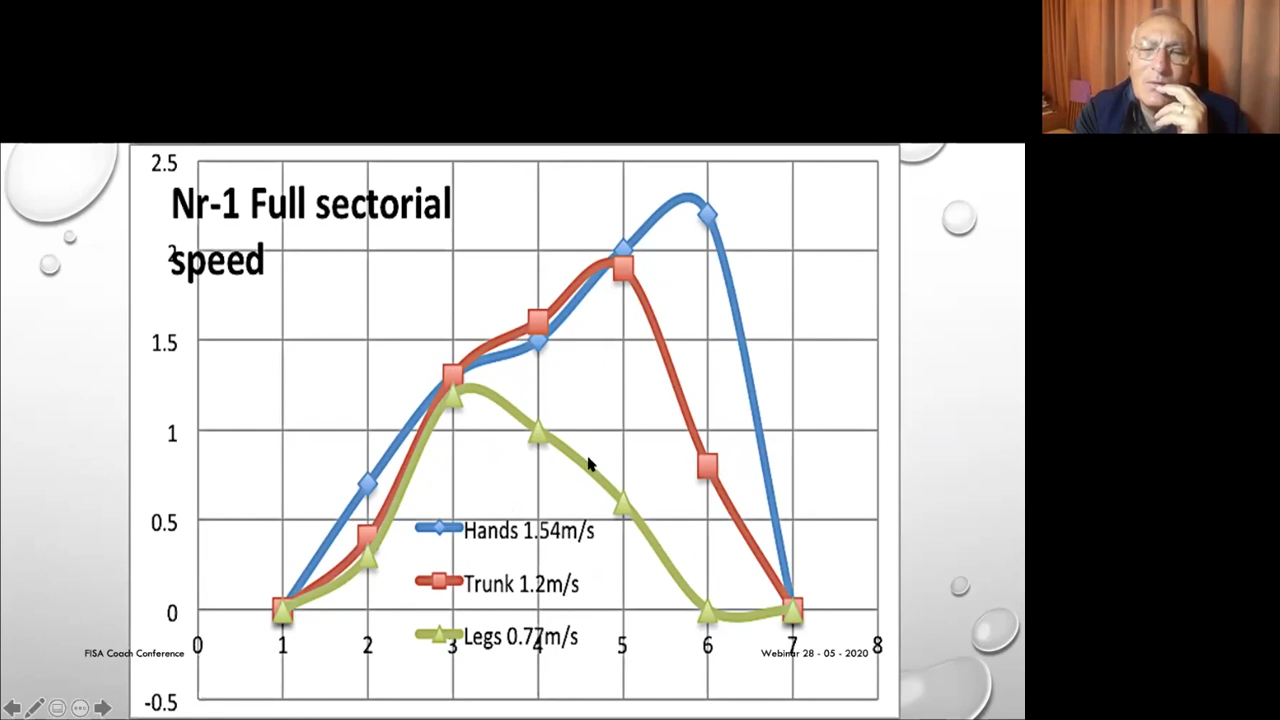 2.5
Nr-1 Full sectorial
2
speed
1.5
1
0.5
Hands 1.54m/s
Trunk 1.2m/s
0
Legs 0.77m/s
0 1 2 3 4 5 6 7 8
FISA Coach Conference
Webinar 28 - 05 - 2020
-0.5